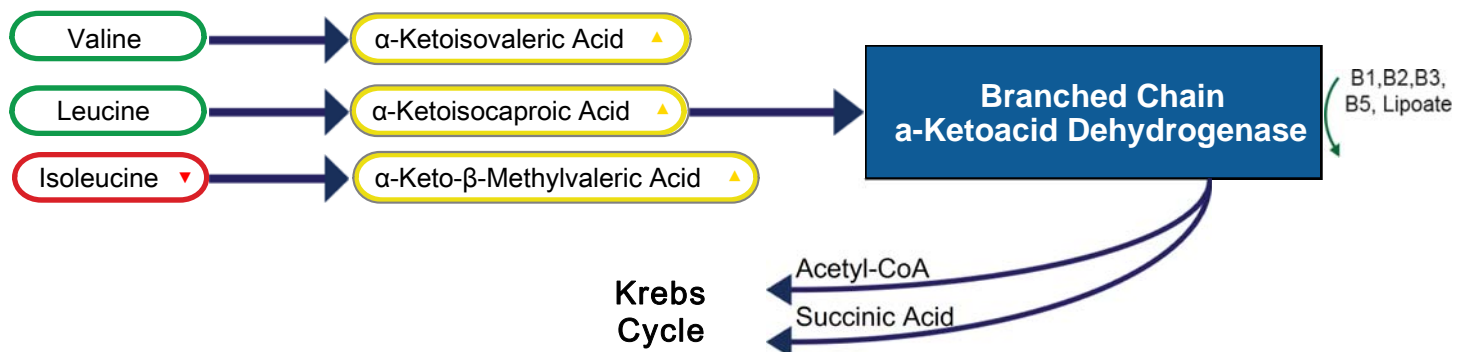 Valine
α-Ketoisovaleric Acid ▲
Leucine
α-Ketoisocaproic Acid ▲
Isoleucine ▼
α-Keto-β-Methylvaleric Acid ▲
Branched Chain
a-Ketoacid Dehydrogenase
B1,B2,B3,
B5, Lipoate
Acetyl-CoA
Succinic Acid
Krebs
Cycle